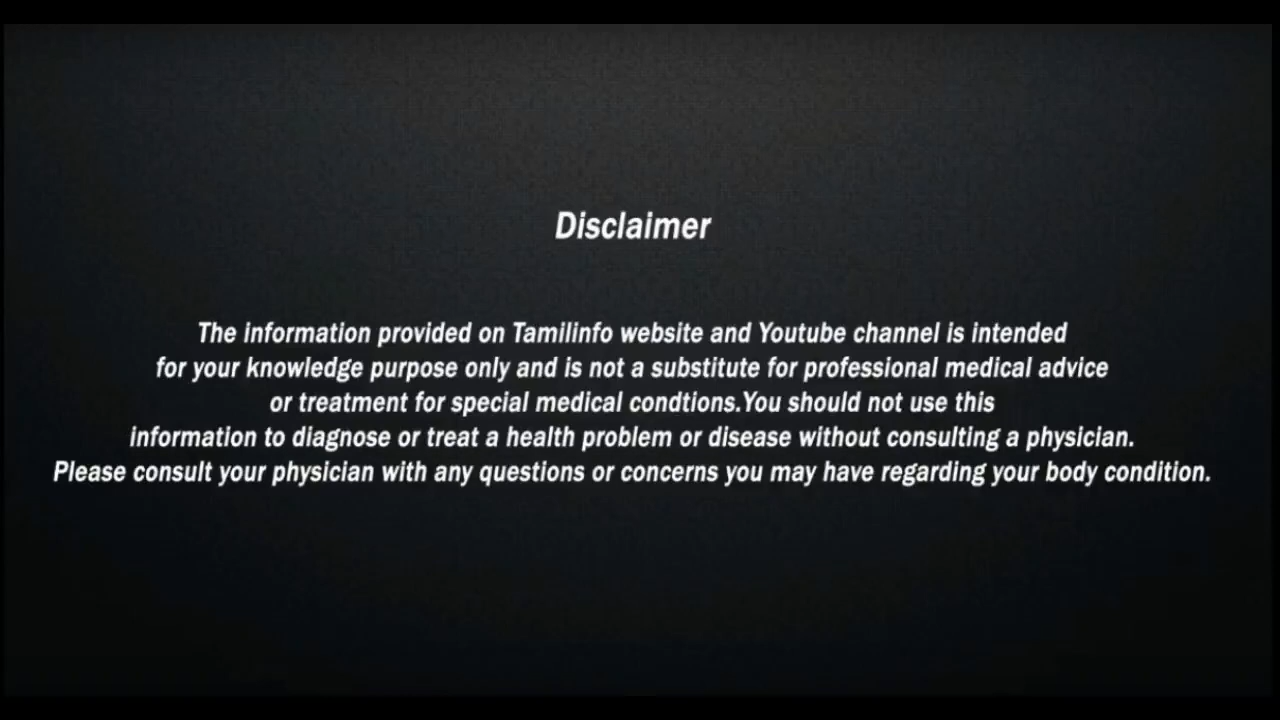 Disclaimer
The information provided on Tamilinfo website and Youtube channel is intended
for your knowledge purpose only and is not a substitute for professional medical advice
or treatment for special medical condtions.You should not use this
information to diagnose or treat a health problem or disease without consulting a physician.
Please consult your physician with any questions or concerns you may have regarding your body condition.